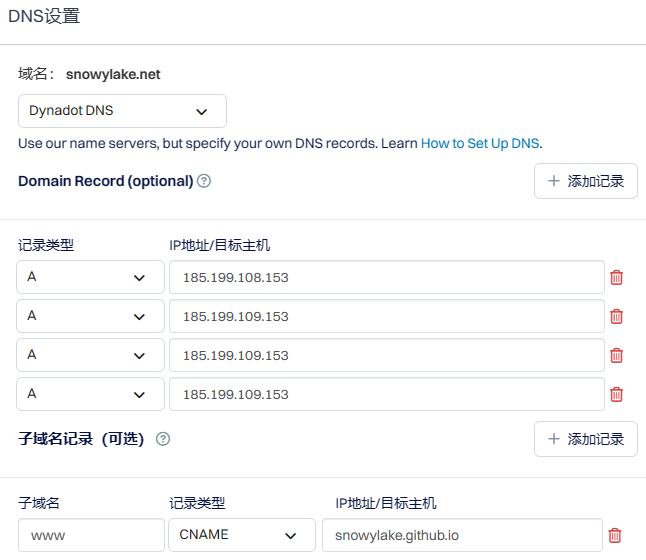 DNS设置
域名： snowylake.net
Dynadot DNS
Use our name servers, but specify your own DNS records. Learn How to Set Up DNS.
Domain Record (optional) ?
+ 添加记录
记录类型 IP地址/目标主机
A 185.199.108.153
A 185.199.109.153
A 185.199.109.153
A 185.199.109.153
子域名记录（可选） ?
+ 添加记录
子域名 记录类型 IP地址/目标主机
www CNAME snowylake.github.io